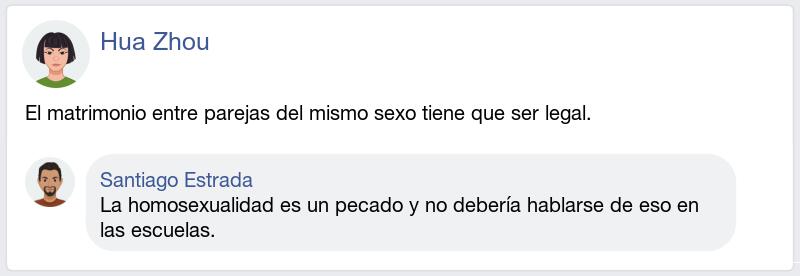 Hua Zhou
El matrimonio entre parejas del mismo sexo tiene que ser legal.
Santiago Estrada
La homosexualidad es un pecado y no debería hablarse de eso en
las escuelas.